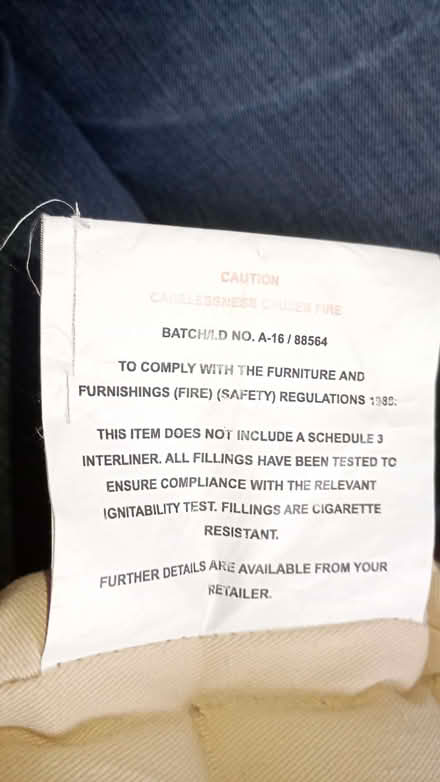 CAUTION
CARELESSNESS CAUSES FIRE
BATCH/I.D NO. A-16 / 88564
TO COMPLY WITH THE FURNITURE AND
FURNISHINGS (FIRE) (SAFETY) REGULATIONS 1988:
THIS ITEM DOES NOT INCLUDE A SCHEDULE 3
INTERLINER. ALL FILLINGS HAVE BEEN TESTED TO
ENSURE COMPLIANCE WITH THE RELEVANT
IGNITABILITY TEST. FILLINGS ARE CIGARETTE
RESISTANT.
FURTHER DETAILS ARE AVAILABLE FROM YOUR
RETAILER.